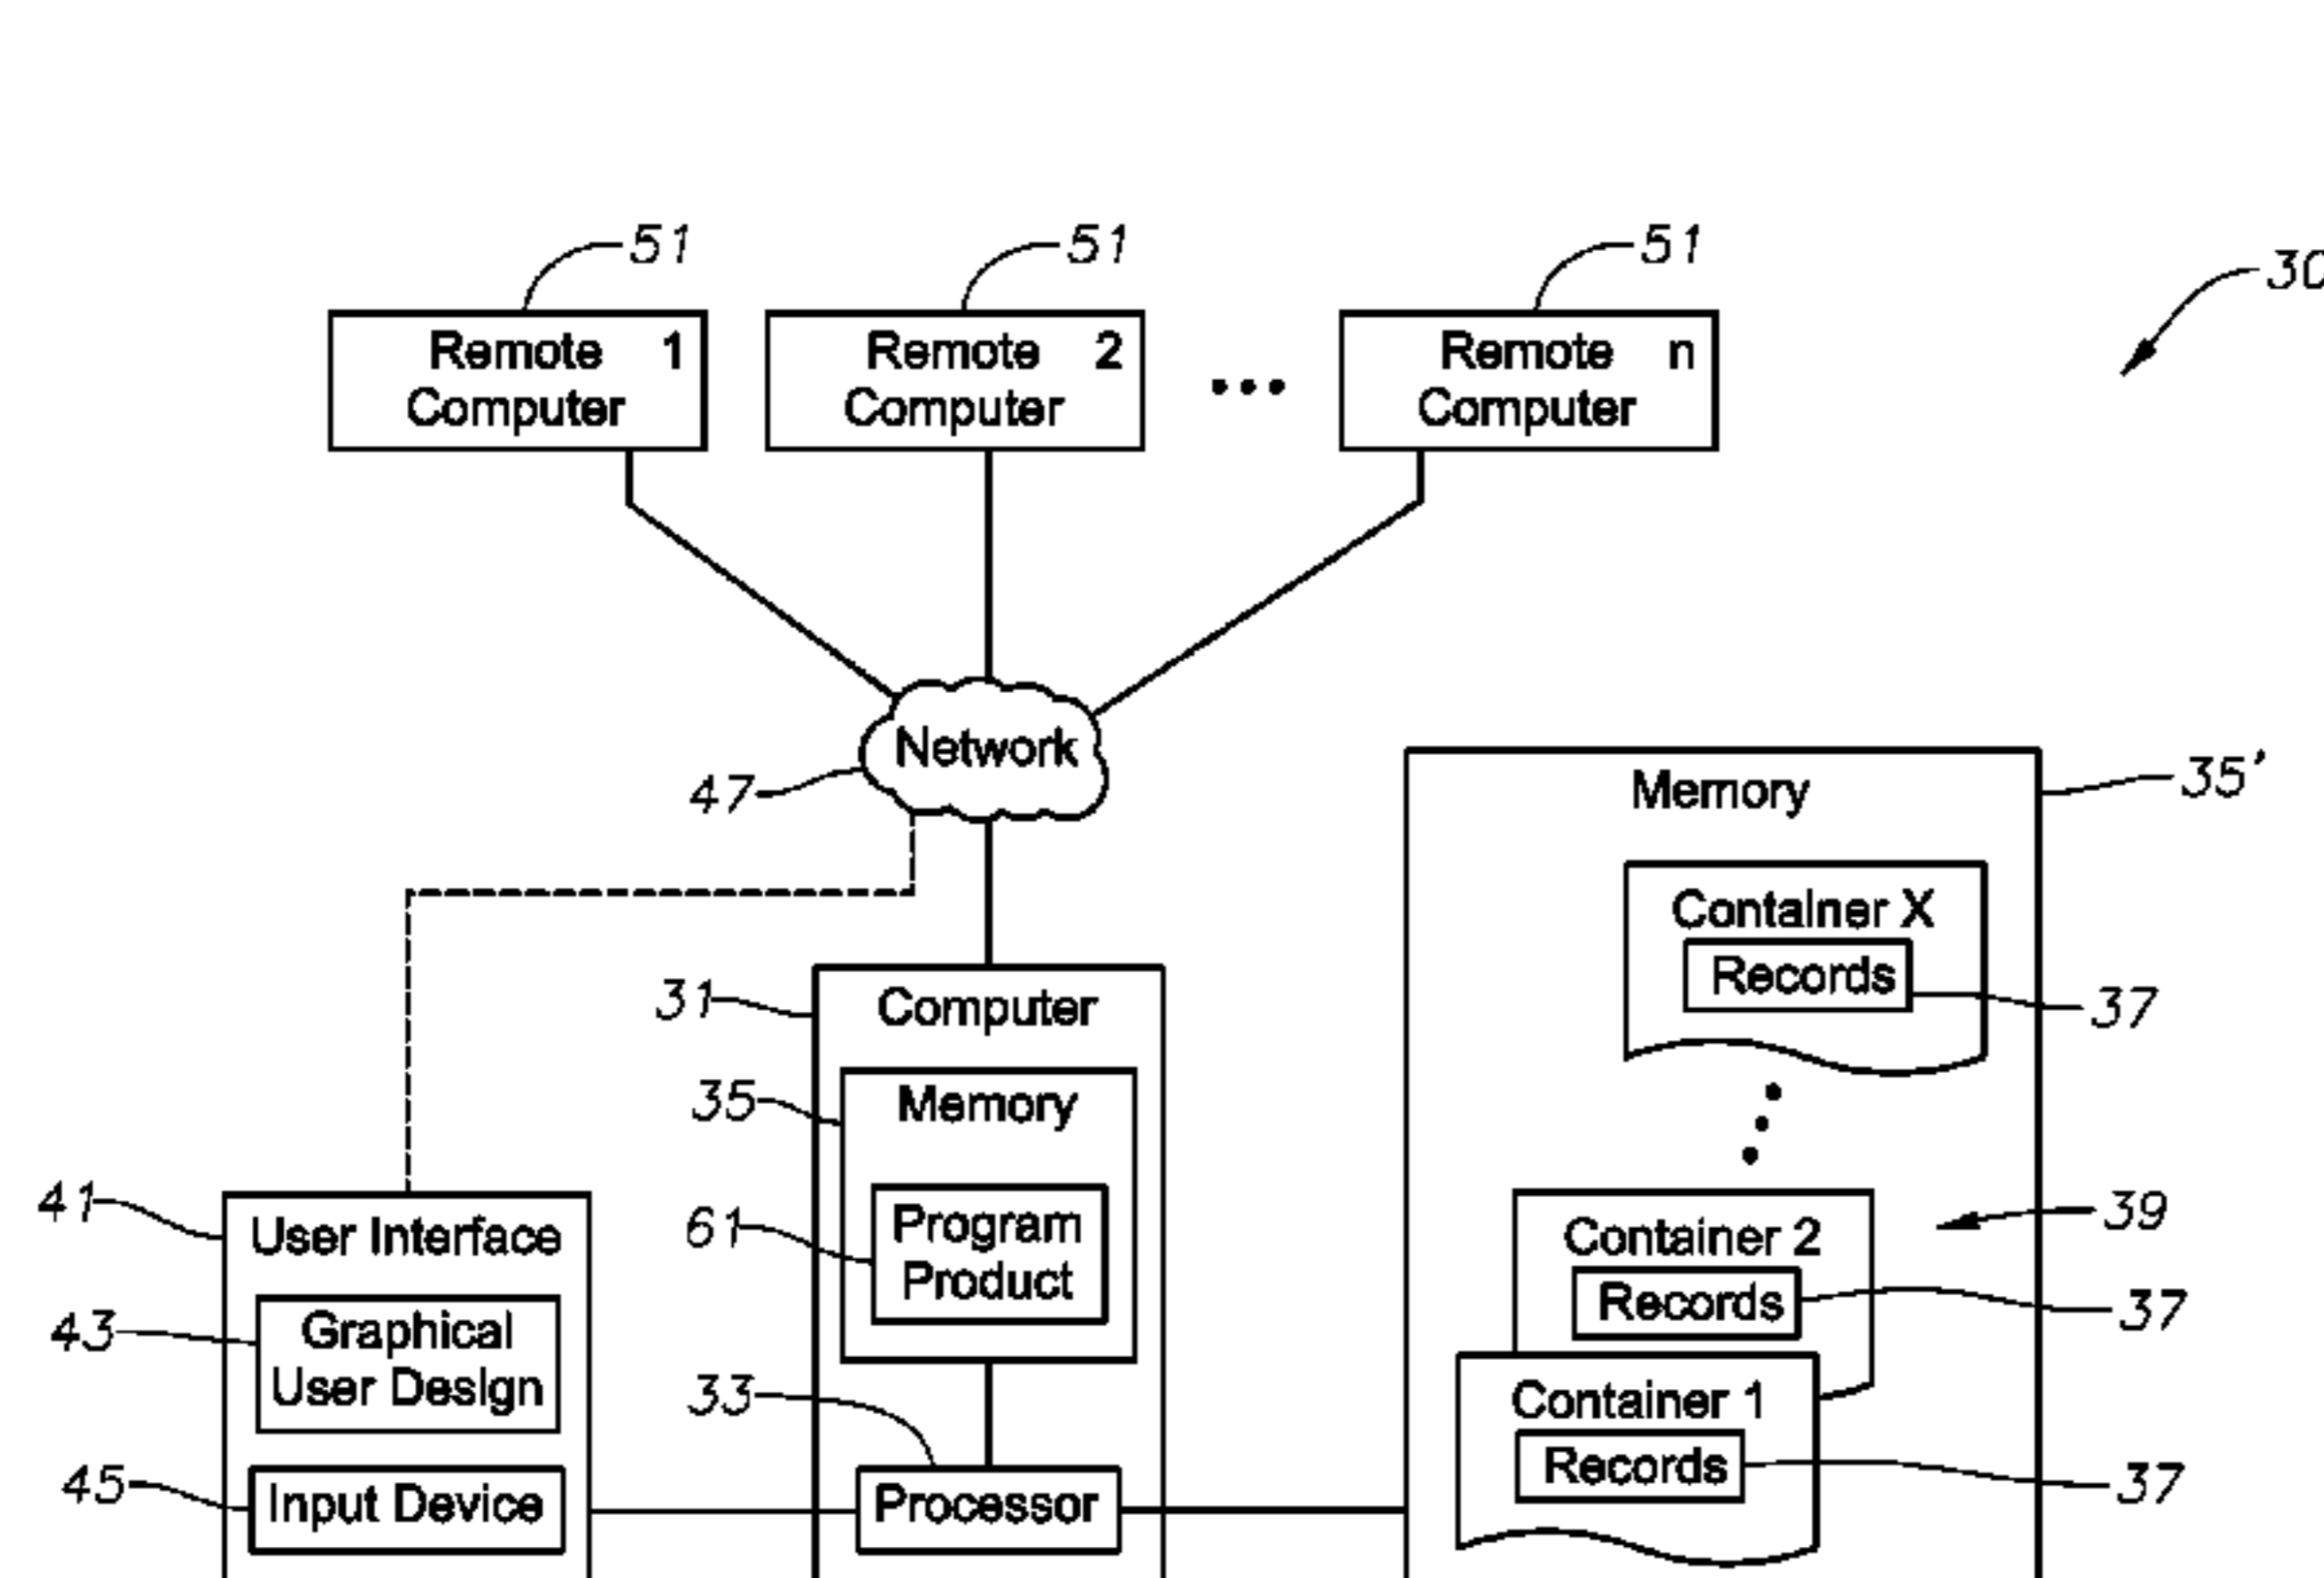 51
51
51
30
Remote 1
Computer
Remote 2
Computer
•••
Remote n
Computer
Network
47
Memory
35'
Container X
Records
37
31
Computer
35
Memory
61
Program
Product
33
Processor
41
User Interface
43
Graphical
User Design
45
Input Device
39
Container 2
Records
37
Container 1
Records
37